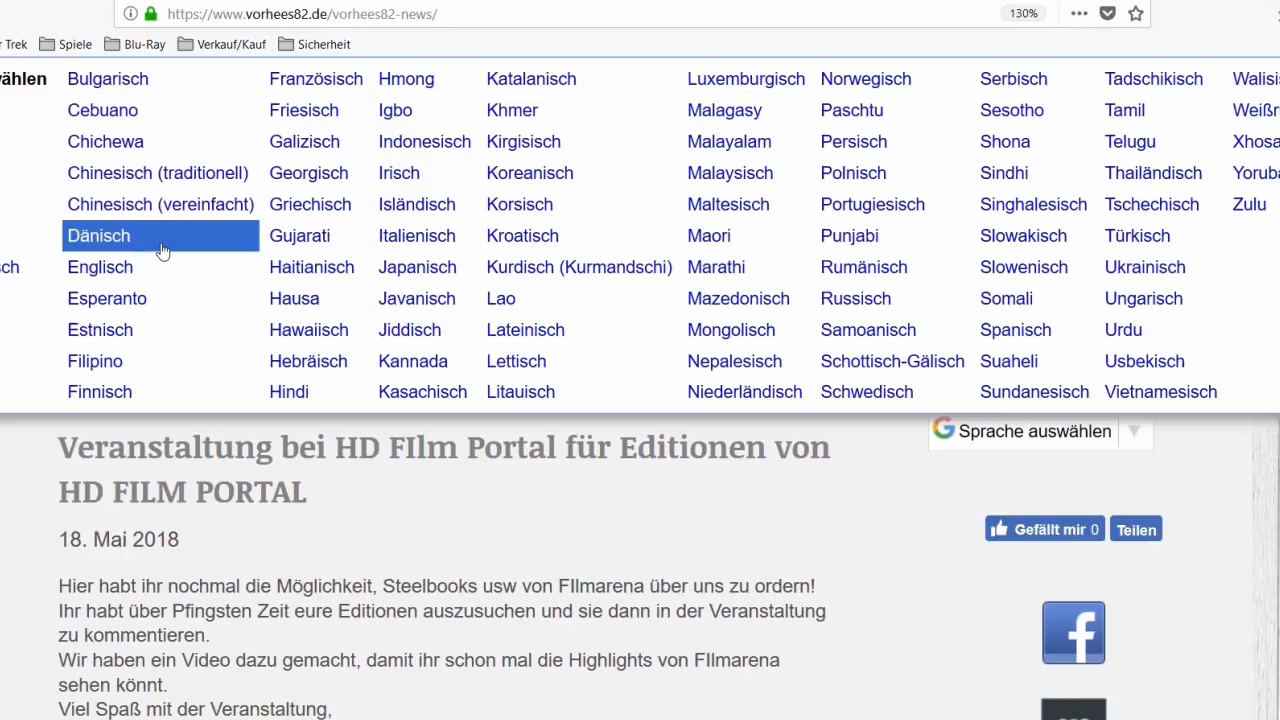 https://www.vorhees82.de/vorhees82-news/
130%
Trek
Spiele
Blu-Ray
Verkauf/Kauf
Sicherheit
Bulgarisch
Cebuano
Chichewa
Chinesisch (traditionell)
Chinesisch (vereinfacht)
Dänisch
Englisch
Esperanto
Estnisch
Filipino
Finnisch
Französisch
Friesisch
Galizisch
Georgisch
Griechisch
Gujarati
Haitianisch
Hausa
Hawaiisch
Hebräisch
Hindi
Hmong
Igbo
Indonesisch
Irisch
Isländisch
Italienisch
Japanisch
Javanisch
Jiddisch
Kannada
Kasachisch
Katalanisch
Khmer
Kirgisisch
Koreanisch
Korsisch
Kroatisch
Kurdisch (Kurmandschi)
Lao
Lateinisch
Lettisch
Litauisch
Luxemburgisch
Malagasy
Malayalam
Malaysisch
Maltesisch
Maori
Marathi
Mazedonisch
Mongolisch
Nepalesisch
Niederländisch
Norwegisch
Paschtu
Persisch
Polnisch
Portugiesisch
Punjabi
Rumänisch
Russisch
Samoanisch
Schottisch-Gälisch
Schwedisch
Serbisch
Sesotho
Shona
Sindhi
Singhalesisch
Slowakisch
Slowenisch
Somali
Spanisch
Suaheli
Sundanesisch
Tadschikisch
Tamil
Telugu
Thailändisch
Tschechisch
Türkisch
Ukrainisch
Ungarisch
Urdu
Usbekisch
Vietnamesisch
Xhosa
Zulu
Veranstaltung bei HD FIlm Portal für Editionen von
HD FILM PORTAL
18. Mai 2018
Hier habt ihr nochmal die Möglichkeit, Steelbooks usw von FIlmarena über uns zu ordern!
Ihr habt über Pfingsten Zeit eure Editionen auszusuchen und sie dann in der Veranstaltung
zu kommentieren.
Wir haben ein Video dazu gemacht, damit ihr schon mal die Highlights von FIlmarena
sehen könnt.
Viel Spaß mit der Veranstaltung,
Sprache auswählen
Gefällt mir 0
Teilen